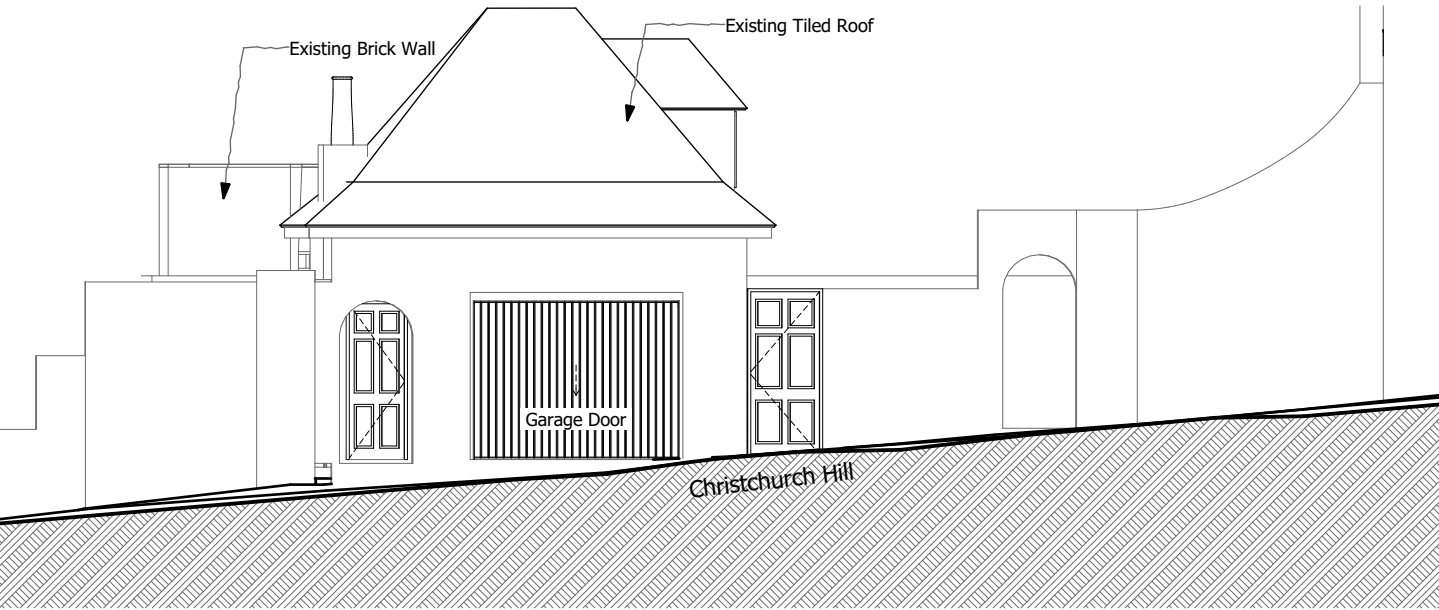 Existing Tiled Roof
Existing Brick Wall
Garage Door
Christchurch Hill